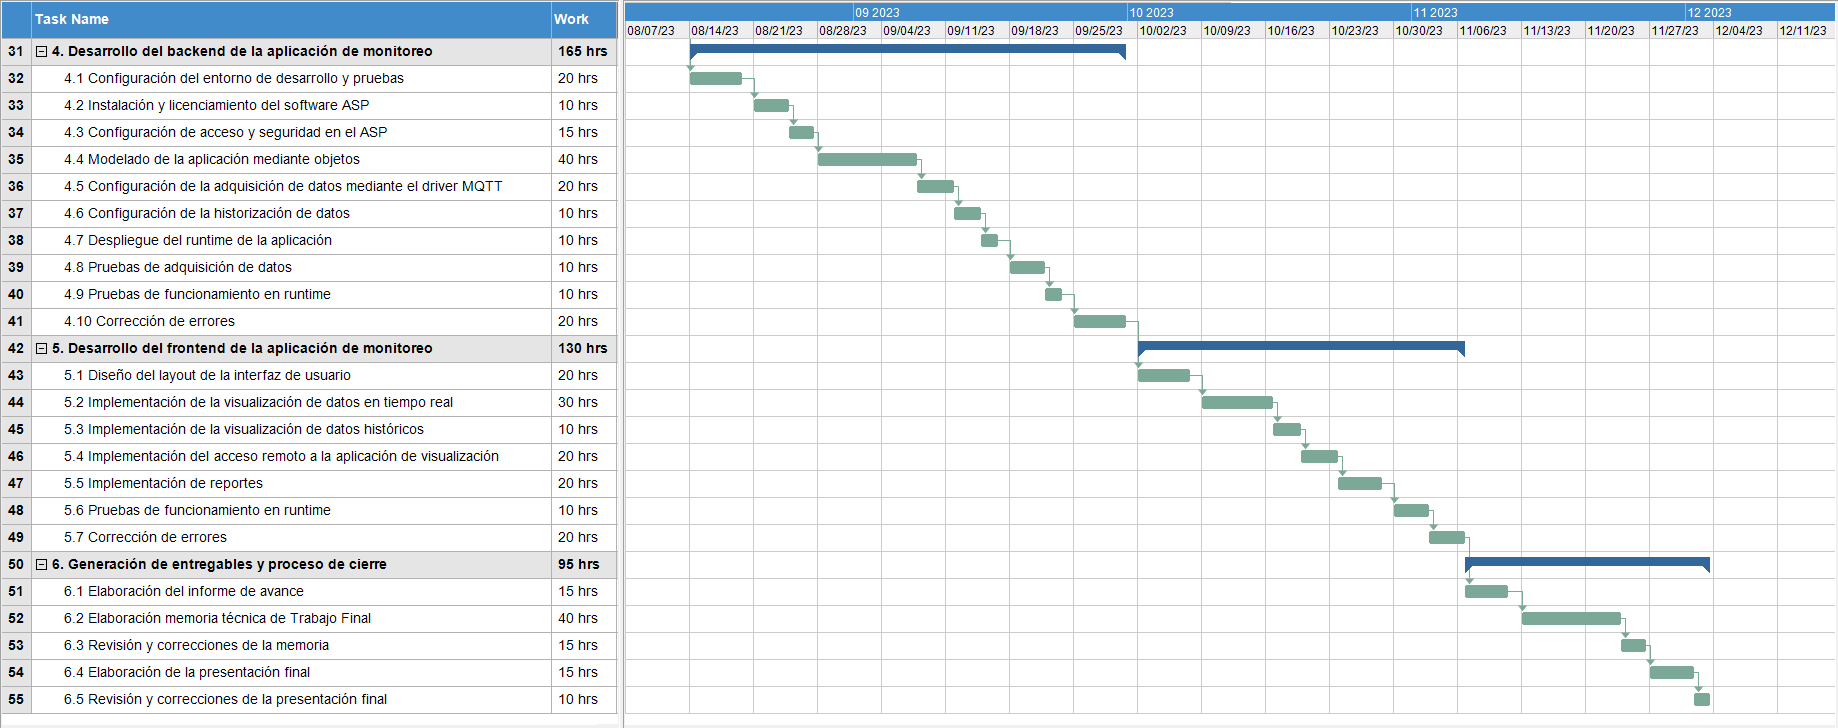 Task Name Work 09 2023 10 2023 11 2023 12 2023
08/07/23 08/14/23 08/21/23 08/28/23 09/04/23 09/11/23 09/18/23 09/25/23 10/02/23 10/09/23 10/16/23 10/23/23 10/30/23 11/06/23 11/13/23 11/20/23 11/27/23 12/04/23 12/11/23
31 4. Desarrollo del backend de la aplicación de monitoreo 165 hrs
32 4.1 Configuración del entorno de desarrollo y pruebas 20 hrs
33 4.2 Instalación y licenciamiento del software ASP 10 hrs
34 4.3 Configuración de acceso y seguridad en el ASP 15 hrs
35 4.4 Modelado de la aplicación mediante objetos 40 hrs
36 4.5 Configuración de la adquisición de datos mediante el driver MQTT 20 hrs
37 4.6 Configuración de la historización de datos 10 hrs
38 4.7 Despliegue del runtime de la aplicación 10 hrs
39 4.8 Pruebas de adquisición de datos 10 hrs
40 4.9 Pruebas de funcionamiento en runtime 10 hrs
41 4.10 Corrección de errores 20 hrs
42 5. Desarrollo del frontend de la aplicación de monitoreo 130 hrs
43 5.1 Diseño del layout de la interfaz de usuario 20 hrs
44 5.2 Implementación de la visualización de datos en tiempo real 30 hrs
45 5.3 Implementación de la visualización de datos históricos 10 hrs
46 5.4 Implementación del acceso remoto a la aplicación de visualización 20 hrs
47 5.5 Implementación de reportes 20 hrs
48 5.6 Pruebas de funcionamiento en runtime 10 hrs
49 5.7 Corrección de errores 20 hrs
50 6. Generación de entregables y proceso de cierre 95 hrs
51 6.1 Elaboración del informe de avance 15 hrs
52 6.2 Elaboración memoria técnica de Trabajo Final 40 hrs
53 6.3 Revisión y correcciones de la memoria 15 hrs
54 6.4 Elaboración de la presentación final 15 hrs
55 6.5 Revisión y correcciones de la presentación final 10 hrs